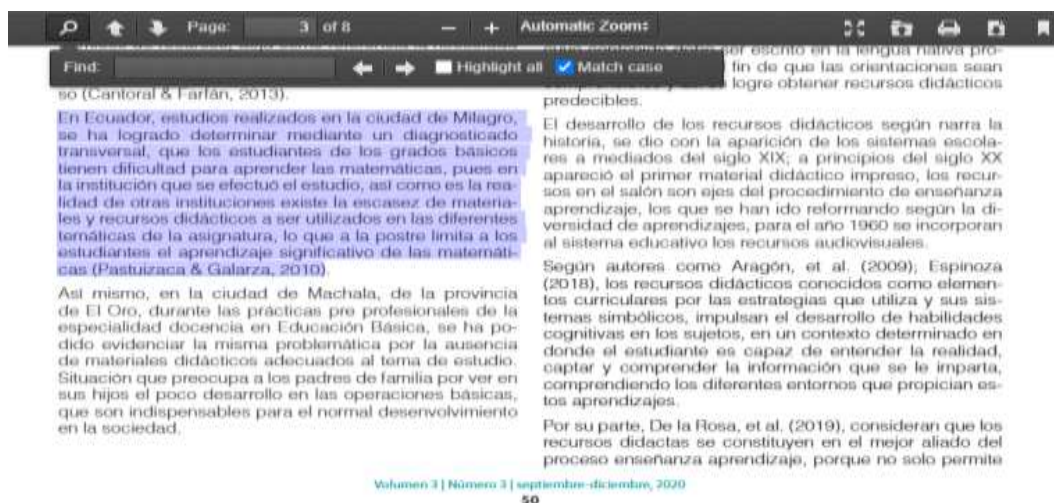 Page: 3 of 8 Automatic Zoom
Find: Highlight all Match case
so (Cantoral & Farfán, 2013).
En Ecuador, estudios realizados en la ciudad de Milagro,
se ha logrado determinar mediante un diagnosticado
transversal, que los estudiantes de los grados básicos
tienen dificultad para aprender las matemáticas, pues en
la institución que se efectuó el estudio, así como es la rea-
lidad de otras instituciones existe la escasez de materia-
les y recursos didácticos a ser utilizados en las diferentes
temáticas de la asignatura, lo que a la postre limita a los
estudiantes el aprendizaje significativo de las matemáti-
cas (Pastuizaca & Galarza, 2010).
Así mismo, en la ciudad de Machala, de la provincia
de El Oro, durante las prácticas pre profesionales de la
especialidad docencia en Educación Básica, se ha po-
dido evidenciar la misma problemática por la ausencia
de materiales didácticos adecuados al tema de estudio.
Situación que preocupa a los padres de familia por ver en
sus hijos el poco desarrollo en las operaciones básicas,
que son indispensables para el normal desenvolvimiento
en la sociedad.
ser escrito en la lengua nativa pro-
fin de que las orientaciones sean
logre obtener recursos didácticos
predecibles.
El desarrollo de los recursos didácticos según narra la
historia, se dio con la aparición de los sistemas escola-
res a mediados del siglo XIX; a principios del siglo XX
apareció el primer material didáctico impreso, los recur-
sos en el salón son ejes del procedimiento de enseñanza
aprendizaje, los que se han ido reformando según la di-
versidad de aprendizajes, para el año 1960 se incorporan
al sistema educativo los recursos audiovisuales.
Según autores como Aragón, et al. (2009); Espinoza
(2018), los recursos didácticos conocidos como elemen-
tos curriculares por las estrategias que utiliza y sus sis-
temas simbólicos, impulsan el desarrollo de habilidades
cognitivas en los sujetos, en un contexto determinado en
donde el estudiante es capaz de entender la realidad,
captar y comprender la información que se le imparta,
comprendiendo los diferentes entornos que propician es-
tos aprendizajes.
Por su parte, De la Rosa, et al. (2019), consideran que los
recursos didactas se constituyen en el mejor aliado del
proceso enseñanza aprendizaje, porque no solo permite
Volumen 3 | Número 3 | septiembre-diciembre, 2020
50